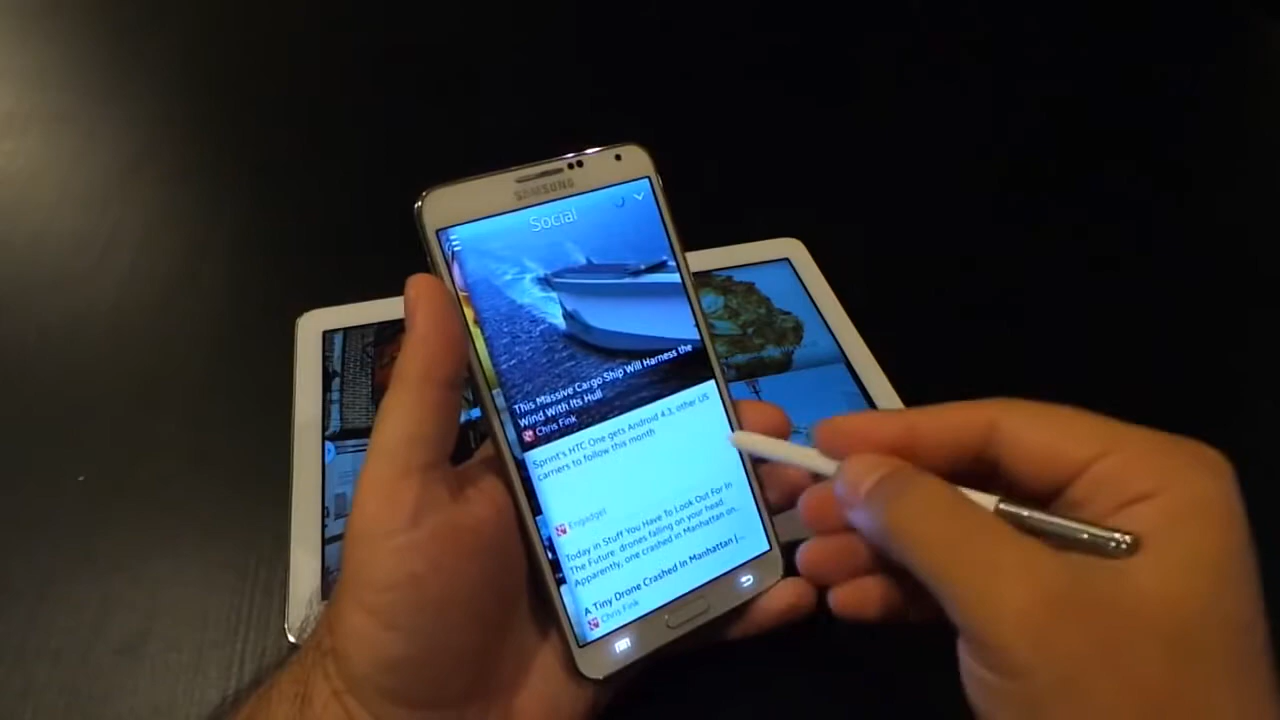 SAMSUNG
Social
This Massive Cargo Ship Will Harness the
Wind With Its Hull
Chris Fink
Sprint's HTC One gets Android 4.3, other US
carriers to follow this month
Engadget
Today in Stuff You Have To Look Out For In
The Future: drones falling on your head.
Apparently, one crashed in Manhattan on...
A Tiny Drone Crashed In Manhattan |...
Chris Fink